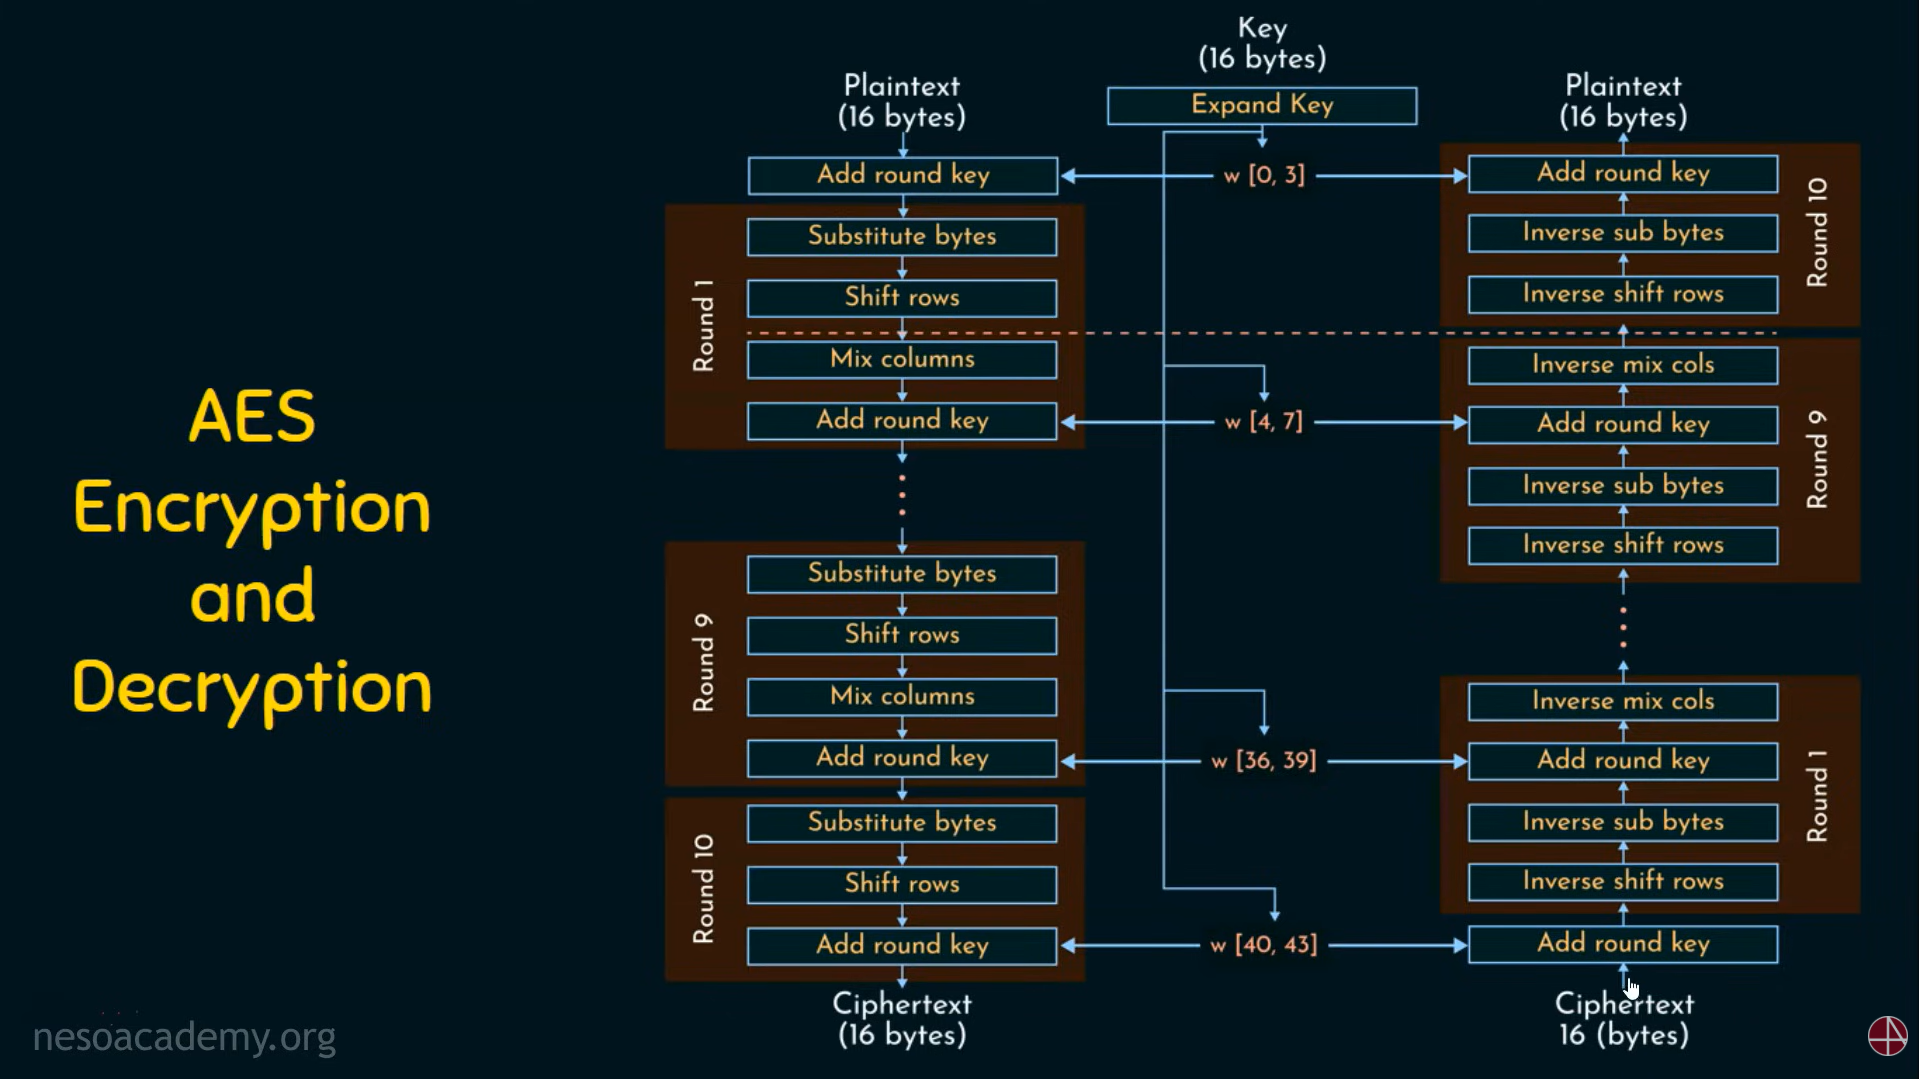 AES
Encryption
and
Decryption
Plaintext
(16 bytes)
Add round key
Round 1
Substitute bytes
Shift rows
Mix columns
Add round key
Round 9
Substitute bytes
Shift rows
Mix columns
Add round key
Round 10
Substitute bytes
Shift rows
Add round key
Ciphertext
(16 bytes)
Key
(16 bytes)
Expand Key
w [0, 3]
w [4, 7]
w [36, 39]
w [40, 43]
Plaintext
(16 bytes)
Add round key
Inverse sub bytes
Inverse shift rows
Round 10
Inverse mix cols
Add round key
Inverse sub bytes
Inverse shift rows
Round 9
Inverse mix cols
Add round key
Inverse sub bytes
Inverse shift rows
Round 1
Add round key
Ciphertext
16 (bytes)
nesoacademy.org